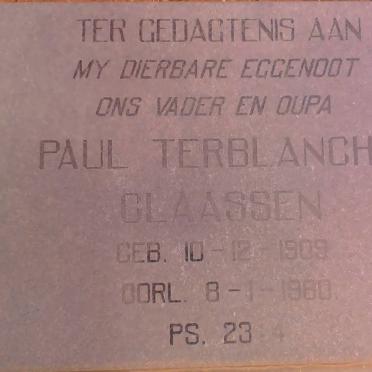 TER GEDAGTENIS AAN
MY DIERBARE EGGENOOT
ONS VADER EN OUPA
PAUL TERBLANCH
CLAASSEN
GEB. 10-12-1909
OORL. 8-1-1980
PS. 23:4